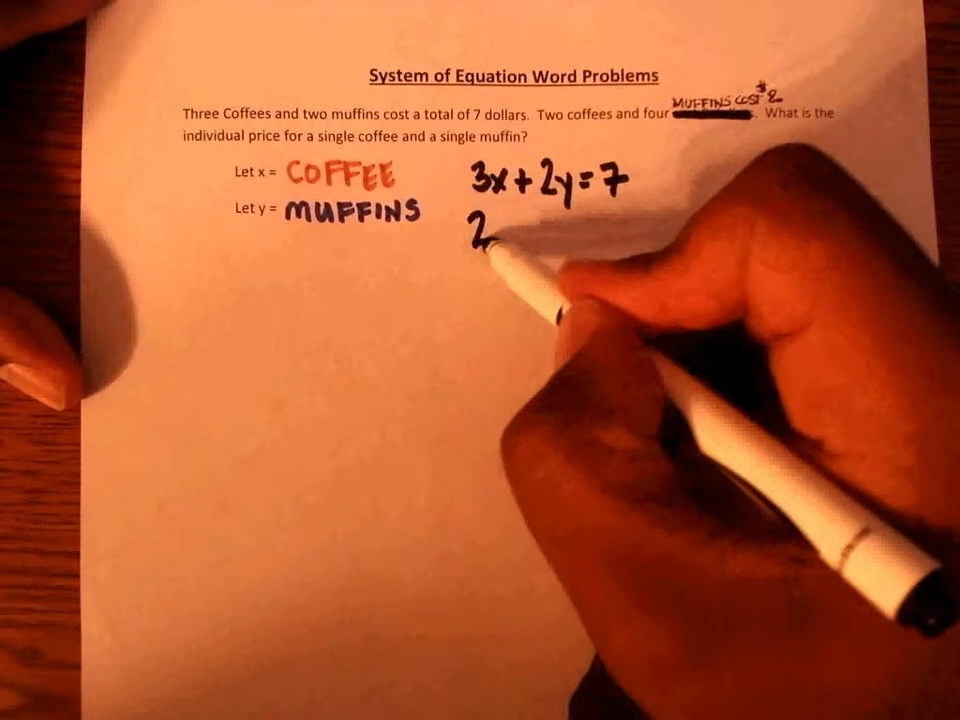 System of Equation Word Problems
MUFFINS COST $ 8
Three Coffees and two muffins cost a total of 7 dollars. Two coffees and four . What is the
individual price for a single coffee and a single muffin?
Let x = COFFEE 3x + 2y = 7
Let y = MUFFINS 2